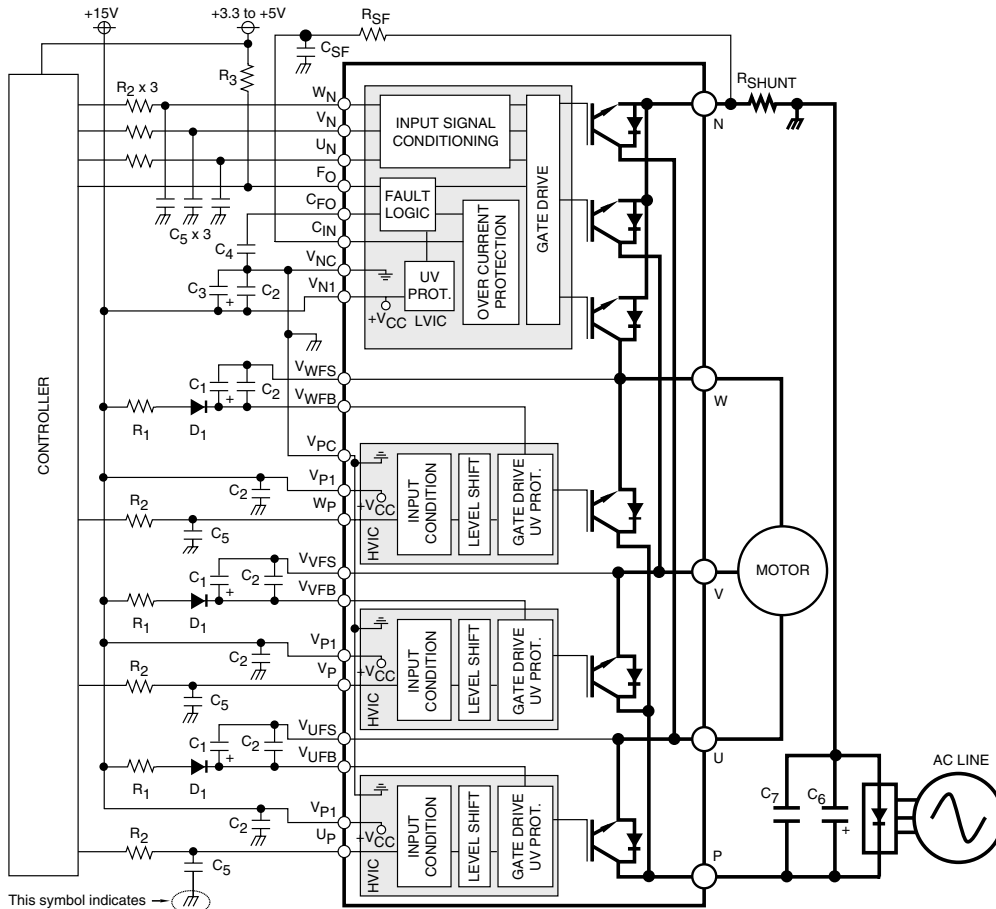 +15V
+3.3 to +5V
RSF
CSF
R2 x 3
R3
RSHUNT
WN
VN
UN
FO
CFO
CIN
VNC
VN1
N
INPUT SIGNAL
CONDITIONING
FAULT
LOGIC
GATE DRIVE
OVER CURRENT
PROTECTION
UV
PROT.
LVIC
+VCC
C5 x 3
C4
C3
+
C2
CONTROLLER
VWFS
VWFB
C1
+
C2
R1
D1
W
VPC
VP1
WP
C2
R2
C5
+VCC
HVIC
INPUT
CONDITION
LEVEL SHIFT
GATE DRIVE
UV PROT.
MOTOR
VVFS
VVFB
C1
+
C2
R1
D1
V
VP1
VP
C2
R2
C5
+VCC
HVIC
INPUT
CONDITION
LEVEL SHIFT
GATE DRIVE
UV PROT.
VUFS
VUFB
C1
+
C2
R1
D1
U
AC LINE
C7
C6
+
VP1
UP
C2
R2
C5
+VCC
HVIC
INPUT
CONDITION
LEVEL SHIFT
GATE DRIVE
UV PROT.
P
This symbol indicates